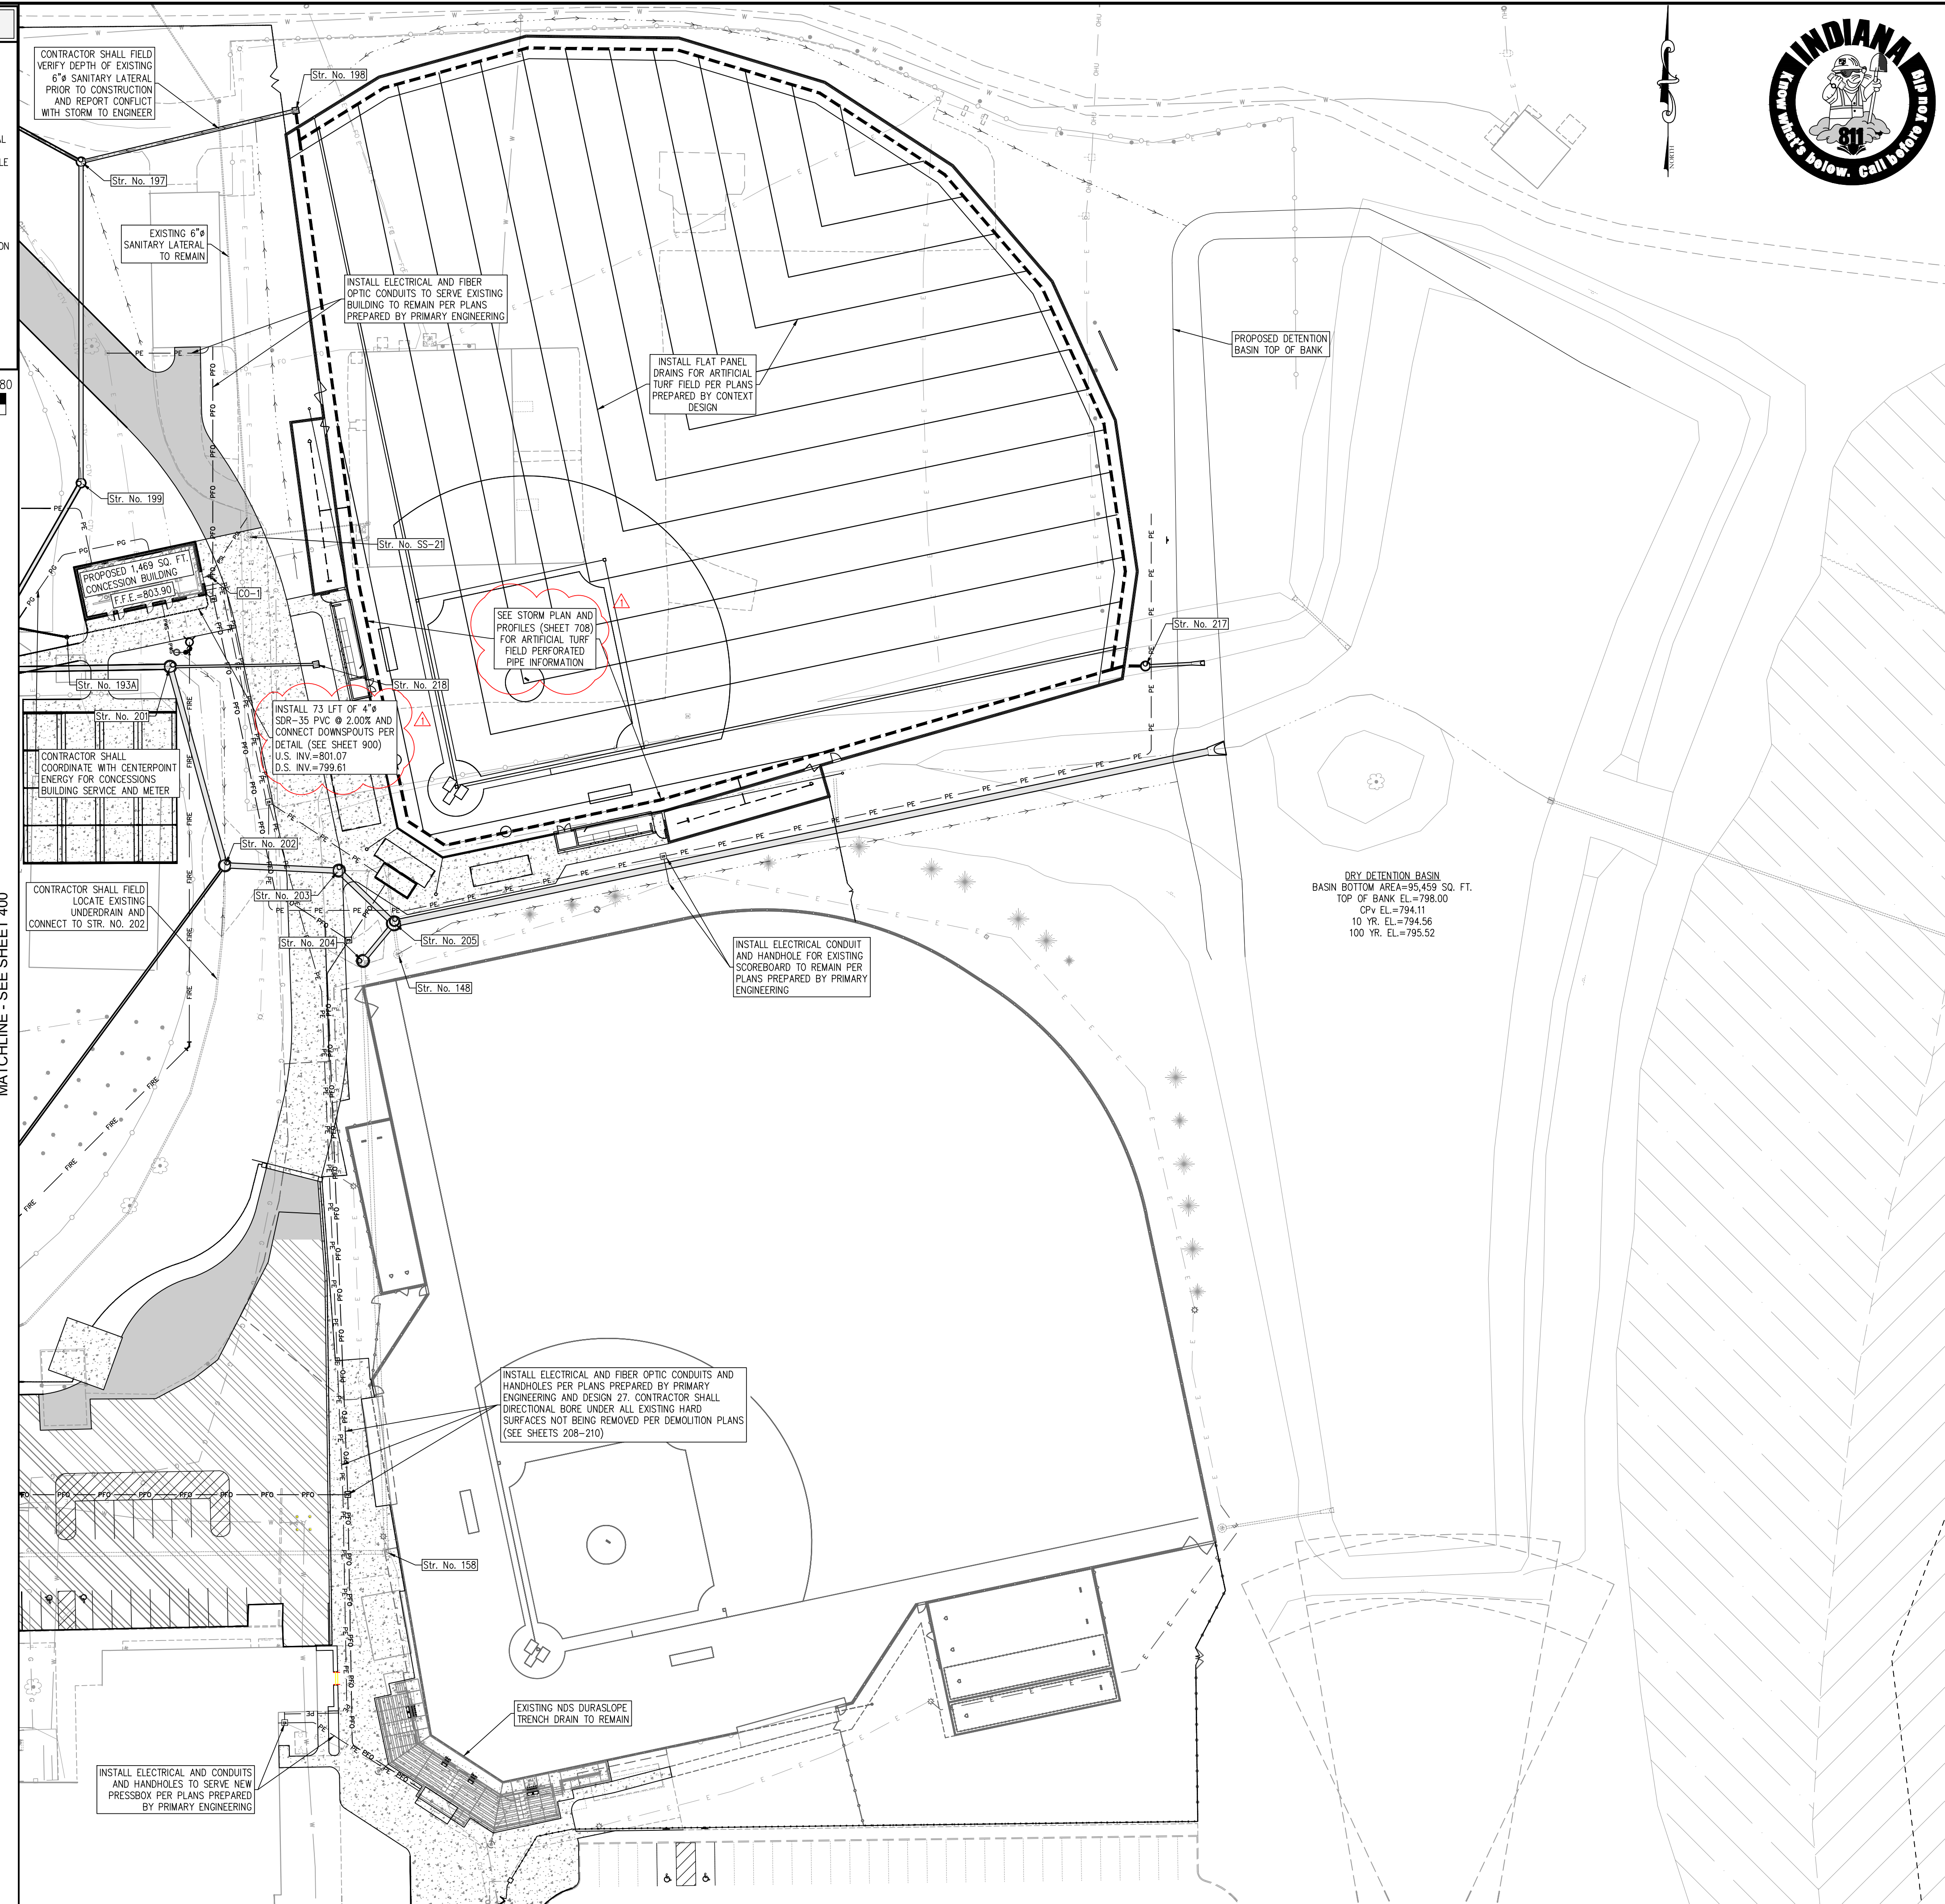 CONTRACTOR SHALL FIELD
VERIFY DEPTH OF EXISTING
6"ø SANITARY LATERAL
PRIOR TO CONSTRUCTION
AND REPORT CONFLICT
WITH STORM TO ENGINEER
Str. No. 198
INDIANA
811
Know what's below. Call before you dig
Str. No. 197
EXISTING 6"ø
SANITARY LATERAL
TO REMAIN
INSTALL ELECTRICAL AND FIBER
OPTIC CONDUITS TO SERVE EXISTING
BUILDING TO REMAIN PER PLANS
PREPARED BY PRIMARY ENGINEERING
INSTALL FLAT PANEL
DRAINS FOR ARTIFICIAL
TURF FIELD PER PLANS
PREPARED BY CONTEXT
DESIGN
PROPOSED DETENTION
BASIN TOP OF BANK
80
Str. No. 199
Str. No. SS-21
PROPOSED 1,469 SQ. FT.
CONCESSION BUILDING
F.F.E.=803.90
CO-1
SEE STORM PLAN AND
PROFILES (SHEET 708)
FOR ARTIFICIAL TURF
FIELD PERFORATED
PIPE INFORMATION
1
Str. No. 217
Str. No. 193A
Str. No. 218
Str. No. 201
INSTALL 73 LFT OF 4"ø
SDR-35 PVC @ 2.00% AND
CONNECT DOWNSPOUTS PER
DETAIL (SEE SHEET 900)
U.S. INV.=801.07
D.S. INV.=799.61
1
CONTRACTOR SHALL
COORDINATE WITH CENTERPOINT
ENERGY FOR CONCESSIONS
BUILDING SERVICE AND METER
Str. No. 202
CONTRACTOR SHALL FIELD
LOCATE EXISTING
UNDERDRAIN AND
CONNECT TO STR. NO. 202
Str. No. 203
Str. No. 204
Str. No. 205
Str. No. 148
DRY DETENTION BASIN
BASIN BOTTOM AREA=95,459 SQ. FT.
TOP OF BANK EL.=798.00
CPv EL.=794.11
10 YR. EL.=794.56
100 YR. EL.=795.52
INSTALL ELECTRICAL CONDUIT
AND HANDHOLE FOR EXISTING
SCOREBOARD TO REMAIN PER
PLANS PREPARED BY PRIMARY
ENGINEERING
MATCHLINE - SEE SHEET 400
INSTALL ELECTRICAL AND FIBER OPTIC CONDUITS AND
HANDHOLES PER PLANS PREPARED BY PRIMARY
ENGINEERING AND DESIGN 27. CONTRACTOR SHALL
DIRECTIONAL BORE UNDER ALL EXISTING HARD
SURFACES NOT BEING REMOVED PER DEMOLITION PLANS
(SEE SHEETS 208-210)
Str. No. 158
EXISTING NDS DURASLOPE
TRENCH DRAIN TO REMAIN
INSTALL ELECTRICAL AND CONDUITS
AND HANDHOLES TO SERVE NEW
PRESSBOX PER PLANS PREPARED
BY PRIMARY ENGINEERING